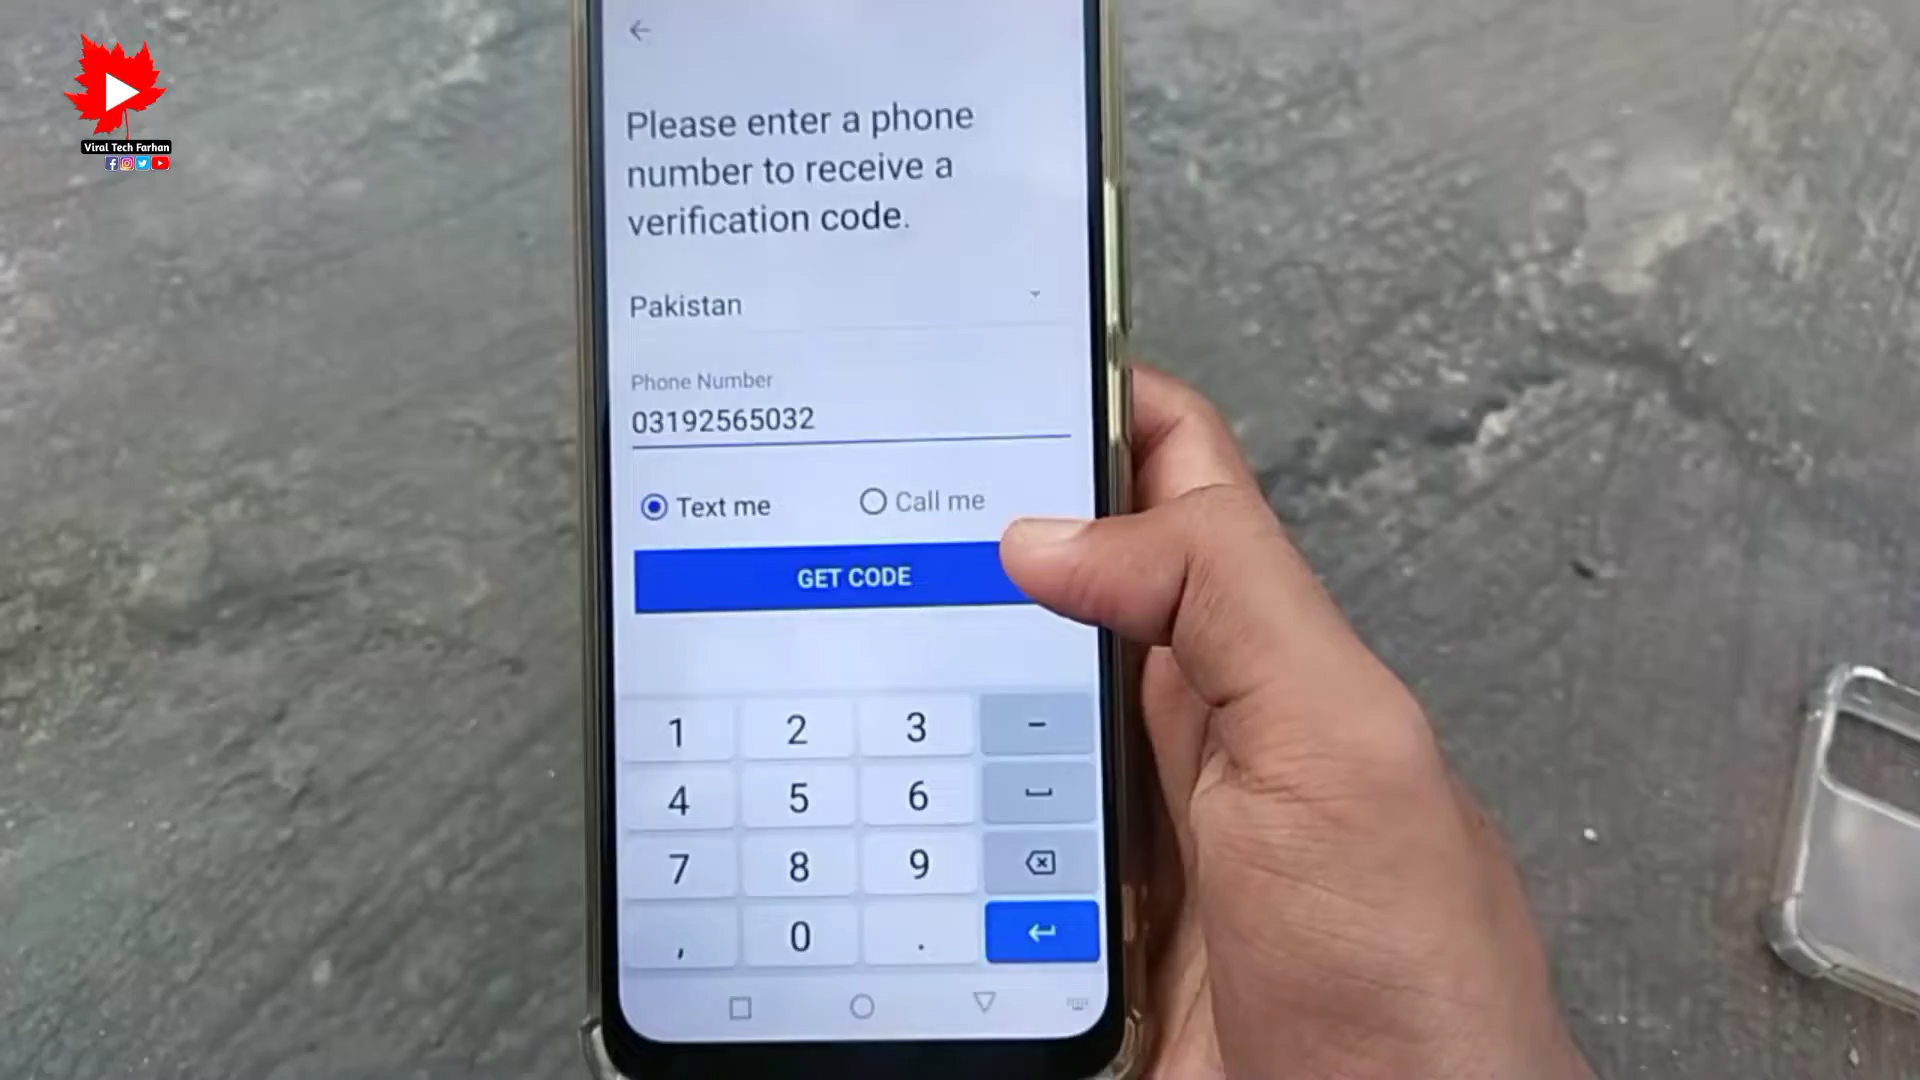 Viral Tech Farhan
Please enter a phone
number to receive a
verification code.
Pakistan
Phone Number
03192565032
Text me
Call me
GET CODE
1 2 3 -
4 5 6
7 8 9
, 0 .